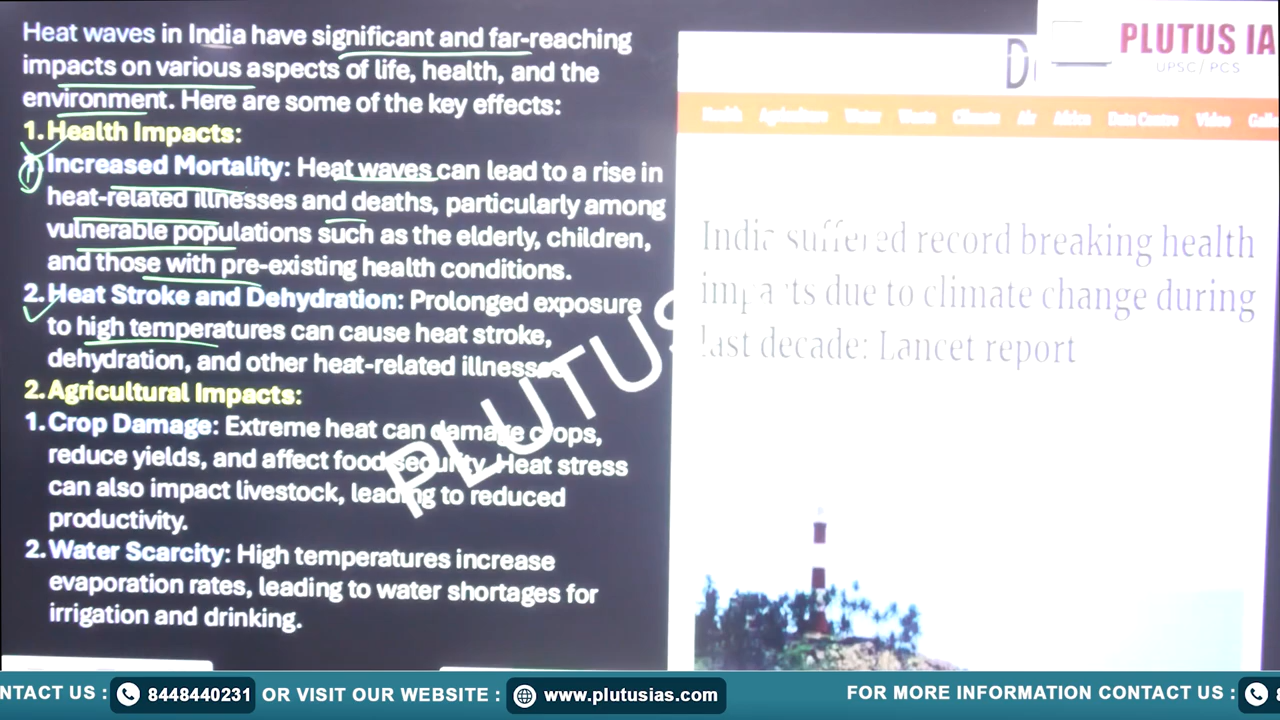 Heat waves in India have significant and far-reaching
impacts on various aspects of life, health, and the
environment. Here are some of the key effects:
1. Health Impacts:
1. Increased Mortality: Heat waves can lead to a rise in
heat-related illnesses and deaths, particularly among
vulnerable populations such as the elderly, children,
and those with pre-existing health conditions.
2. Heat Stroke and Dehydration: Prolonged exposure
to high temperatures can cause heat stroke,
dehydration, and other heat-related illnesses.
2. Agricultural Impacts:
1. Crop Damage: Extreme heat can damage crops,
reduce yields, and affect food security. Heat stress
can also impact livestock, leading to reduced
productivity.
2. Water Scarcity: High temperatures increase
evaporation rates, leading to water shortages for
irrigation and drinking.
PLUTUS
PLUTUS IA
UPSC/PCS
D
Health Agriculture Water Waste Climate Air Africa Data Centre Video Galle
India suffered record breaking health
impacts due to climate change during
last decade: Lancet report
NTACT US : 8448440231 OR VISIT OUR WEBSITE : www.plutusias.com FOR MORE INFORMATION CONTACT US : 8